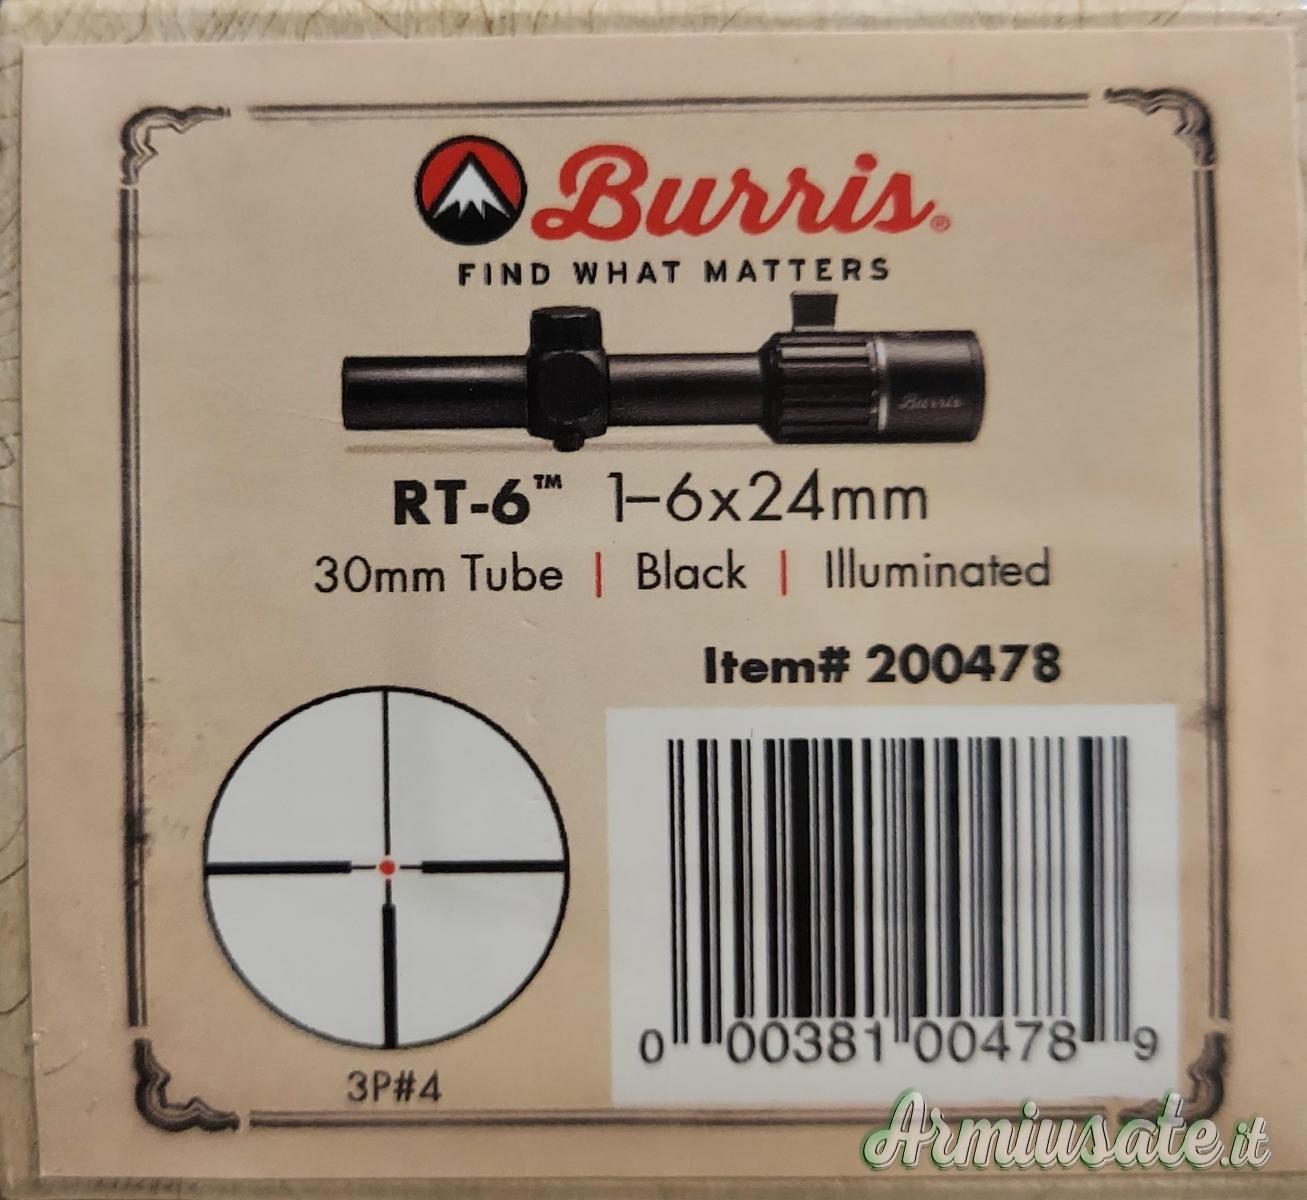 Burris®
FIND WHAT MATTERS
Burris
RT-6™ 1-6x24mm
30mm Tube | Black | Illuminated
Item# 200478
3P#4
0 00381 00478 9
Armiusate.it